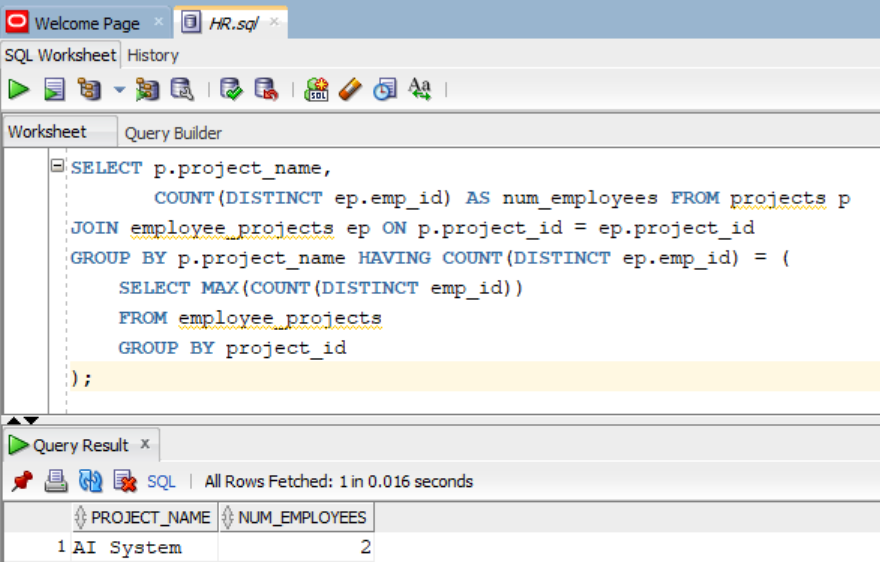 Welcome Page
HR.sql
SQL Worksheet History
Worksheet Query Builder
SELECT p.project_name,
COUNT(DISTINCT ep.emp_id) AS num_employees FROM projects p
JOIN employee_projects ep ON p.project_id = ep.project_id
GROUP BY p.project_name HAVING COUNT(DISTINCT ep.emp_id) = (
SELECT MAX(COUNT(DISTINCT emp_id))
FROM employee_projects
GROUP BY project_id
);
Query Result x
SQL | All Rows Fetched: 1 in 0.016 seconds
PROJECT_NAME NUM_EMPLOYEES
1 AI System 2